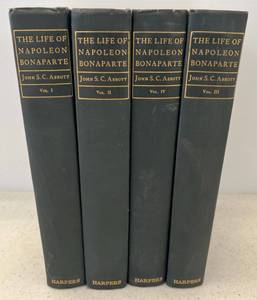 THE LIFE OF
NAPOLEON
BONAPARTE
JOHN S. C. ABBOTT
VOL. I
HARPERS
THE LIFE OF
NAPOLEON
BONAPARTE
JOHN S. C. ABBOTT
VOL. II
HARPERS
THE LIFE OF
NAPOLEON
BONAPARTE
JOHN S. C. ABBOTT
VOL. IV
HARPERS
THE LIFE OF
NAPOLEON
BONAPARTE
JOHN S. C. ABBOTT
VOL. III
HARPERS